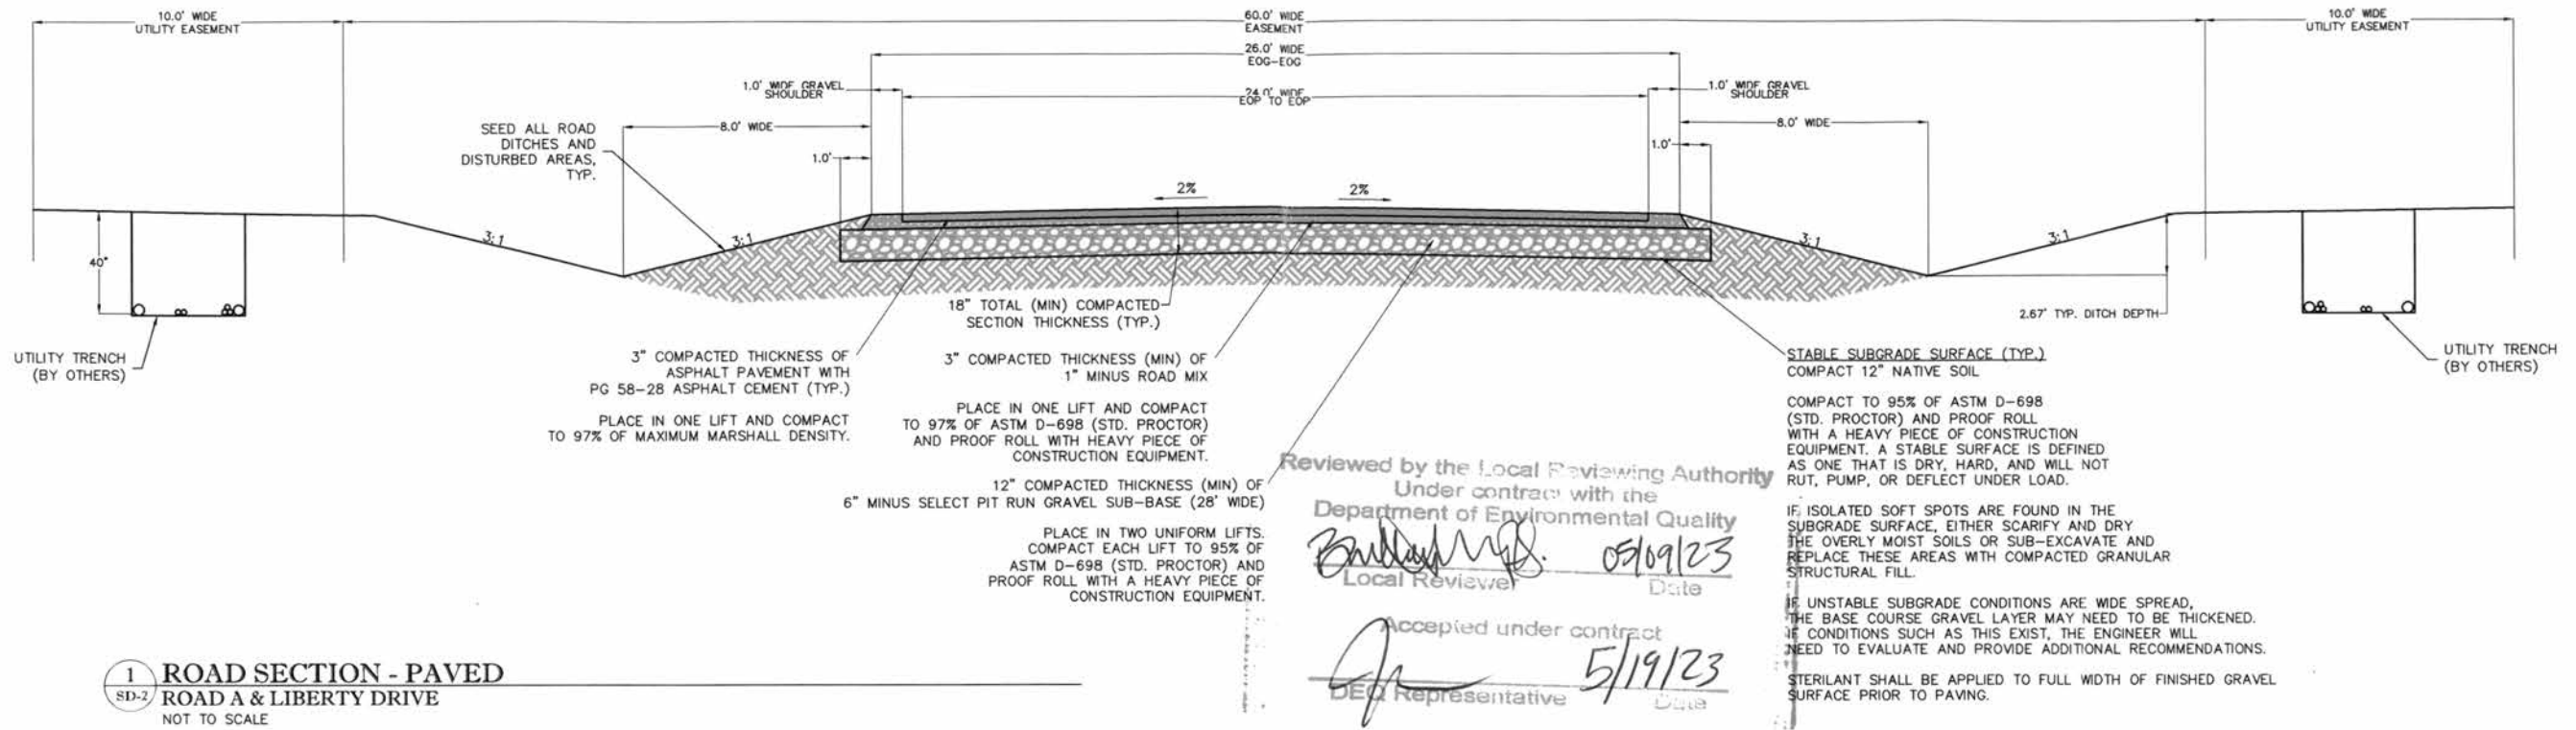 10.0' WIDE
UTILITY EASEMENT
60.0' WIDE
EASEMENT
10.0' WIDE
UTILITY EASEMENT
26.0' WIDE
EOG-EOG
1.0' WIDE GRAVEL
SHOULDER
24.0' WIDE
EOP TO EOP
1.0' WIDE GRAVEL
SHOULDER
SEED ALL ROAD
DITCHES AND
DISTURBED AREAS,
TYP.
8.0' WIDE
8.0' WIDE
1.0'
1.0'
2%
2%
3:1
3:1
3:1
3:1
40"
18" TOTAL (MIN) COMPACTED
SECTION THICKNESS (TYP.)
2.67' TYP. DITCH DEPTH
UTILITY TRENCH
(BY OTHERS)
3" COMPACTED THICKNESS OF
ASPHALT PAVEMENT WITH
PG 58-28 ASPHALT CEMENT (TYP.)
PLACE IN ONE LIFT AND COMPACT
TO 97% OF MAXIMUM MARSHALL DENSITY.
3" COMPACTED THICKNESS (MIN) OF
1" MINUS ROAD MIX
PLACE IN ONE LIFT AND COMPACT
TO 97% OF ASTM D-698 (STD. PROCTOR)
AND PROOF ROLL WITH HEAVY PIECE OF
CONSTRUCTION EQUIPMENT.
12" COMPACTED THICKNESS (MIN) OF
6" MINUS SELECT PIT RUN GRAVEL SUB-BASE (28' WIDE)
PLACE IN TWO UNIFORM LIFTS.
COMPACT EACH LIFT TO 95% OF
ASTM D-698 (STD. PROCTOR) AND
PROOF ROLL WITH A HEAVY PIECE OF
CONSTRUCTION EQUIPMENT.
STABLE SUBGRADE SURFACE (TYP.)
COMPACT 12" NATIVE SOIL
COMPACT TO 95% OF ASTM D-698
(STD. PROCTOR) AND PROOF ROLL
WITH A HEAVY PIECE OF CONSTRUCTION
EQUIPMENT. A STABLE SURFACE IS DEFINED
AS ONE THAT IS DRY, HARD, AND WILL NOT
RUT, PUMP, OR DEFLECT UNDER LOAD.
IF ISOLATED SOFT SPOTS ARE FOUND IN THE
SUBGRADE SURFACE, EITHER SCARIFY AND DRY
THE OVERLY MOIST SOILS OR SUB-EXCAVATE AND
REPLACE THESE AREAS WITH COMPACTED GRANULAR
STRUCTURAL FILL.
IF UNSTABLE SUBGRADE CONDITIONS ARE WIDE SPREAD,
THE BASE COURSE GRAVEL LAYER MAY NEED TO BE THICKENED.
IF CONDITIONS SUCH AS THIS EXIST, THE ENGINEER WILL
NEED TO EVALUATE AND PROVIDE ADDITIONAL RECOMMENDATIONS.
STERILANT SHALL BE APPLIED TO FULL WIDTH OF FINISHED GRAVEL
SURFACE PRIOR TO PAVING.
UTILITY TRENCH
(BY OTHERS)
Reviewed by the Local Reviewing Authority
Under contract with the
Department of Environmental Quality
05/09/23
Local Reviewer Date
Accepted under contract
5/19/23
DEQ Representative Date
1 ROAD SECTION - PAVED
SD-2 ROAD A & LIBERTY DRIVE
NOT TO SCALE